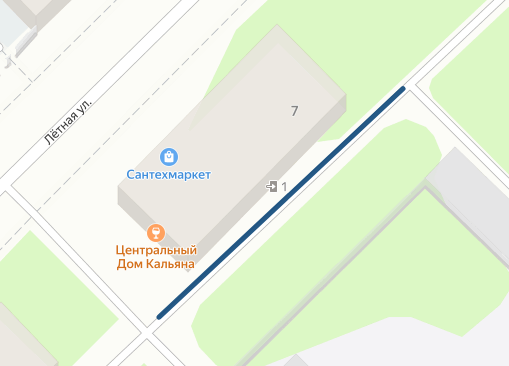 Лётная ул.
7
Сантехмаркет
1
Центральный
Дом Кальяна